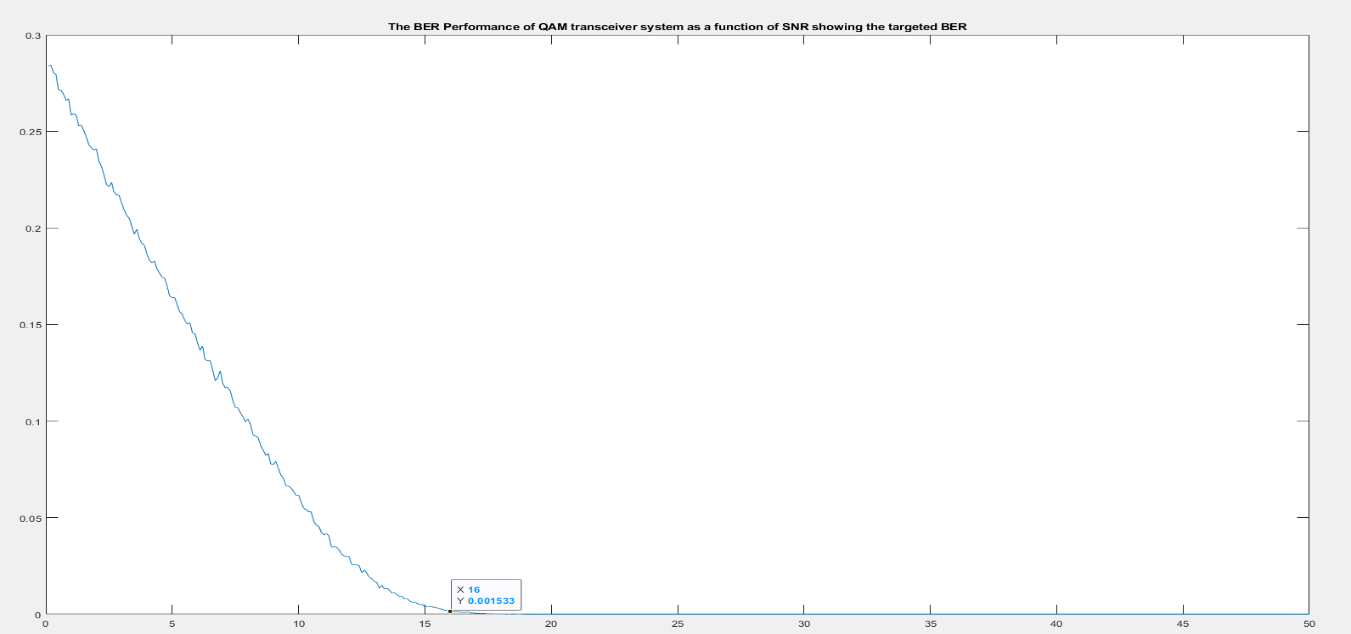 The BER Performance of QAM transceiver system as a function of SNR showing the targeted BER
0.3
0.25
0.2
0.15
0.1
0.05
0
X 16
Y 0.001533
0 5 10 15 20 25 30 35 40 45 50